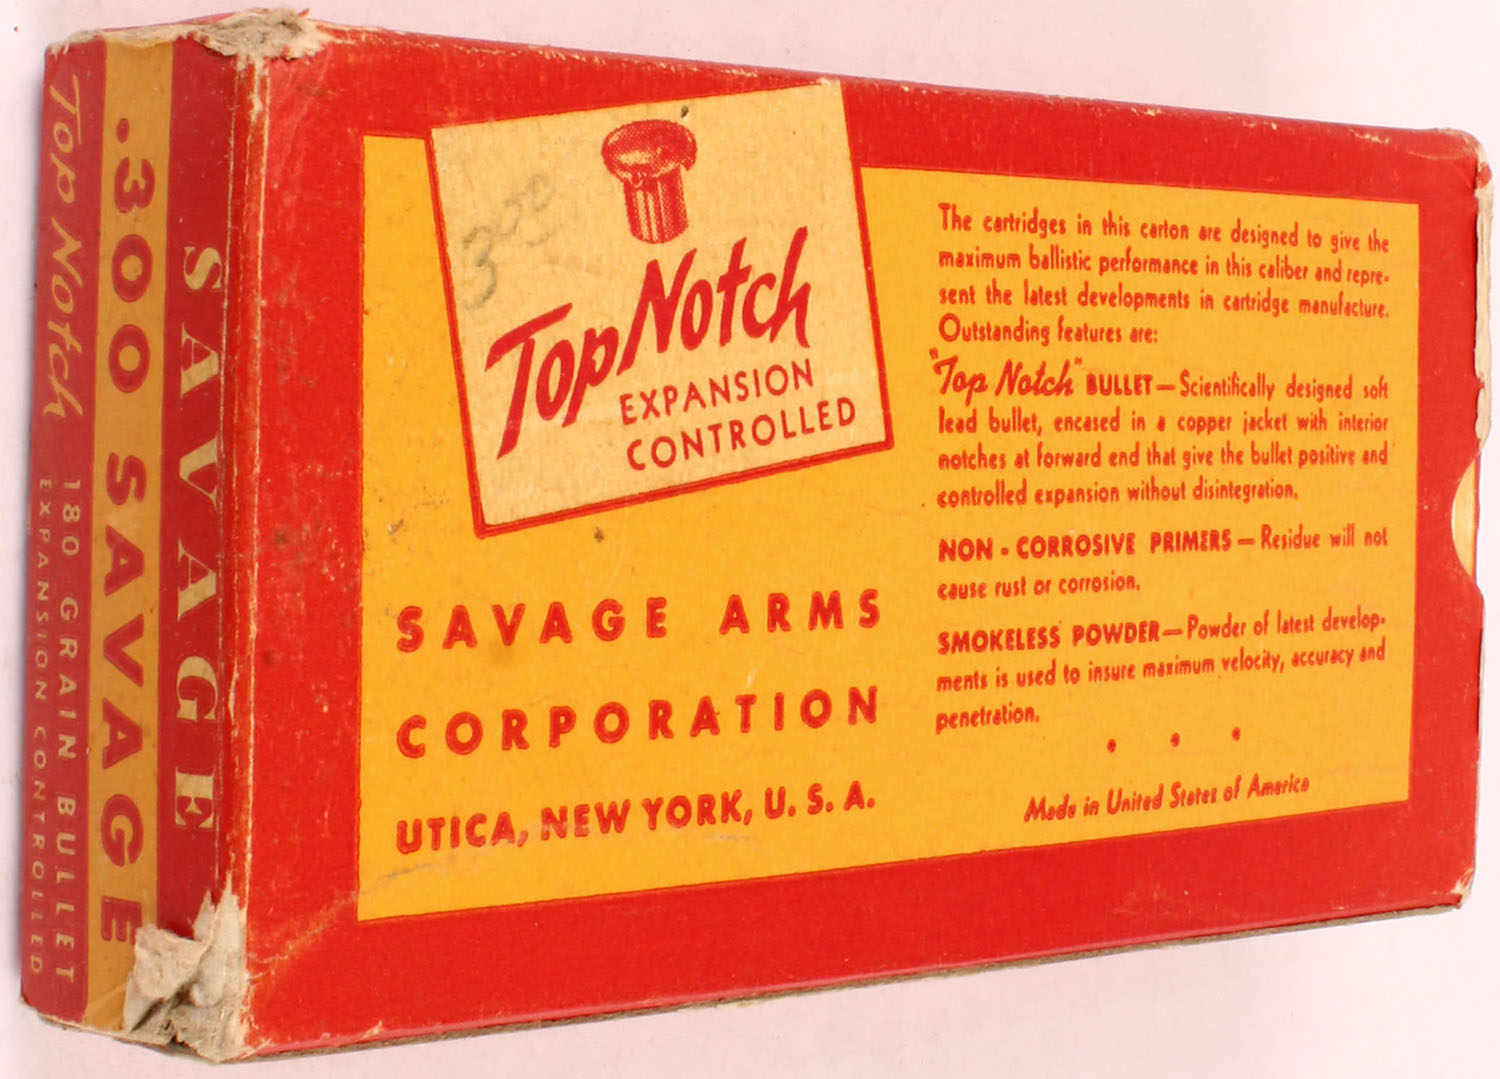 Top Notch
180 GRAIN BULLET
EXPANSION CONTROLLED
.300 SAVAGE
SAVAGE
300
Top Notch
EXPANSION
CONTROLLED
SAVAGE ARMS
CORPORATION
UTICA, NEW YORK, U. S. A.
The cartridges in this carton are designed to give the
maximum ballistic performance in this caliber and repre-
sent the latest developments in cartridge manufacture.
Outstanding features are:
"Top Notch" BULLET—Scientifically designed soft
lead bullet, encased in a copper jacket with interior
notches at forward end that give the bullet positive and
controlled expansion without disintegration.
NON-CORROSIVE PRIMERS—Residue will not
cause rust or corrosion.
SMOKELESS POWDER—Powder of latest develop-
ments is used to insure maximum velocity, accuracy and
penetration.
Made in United States of America